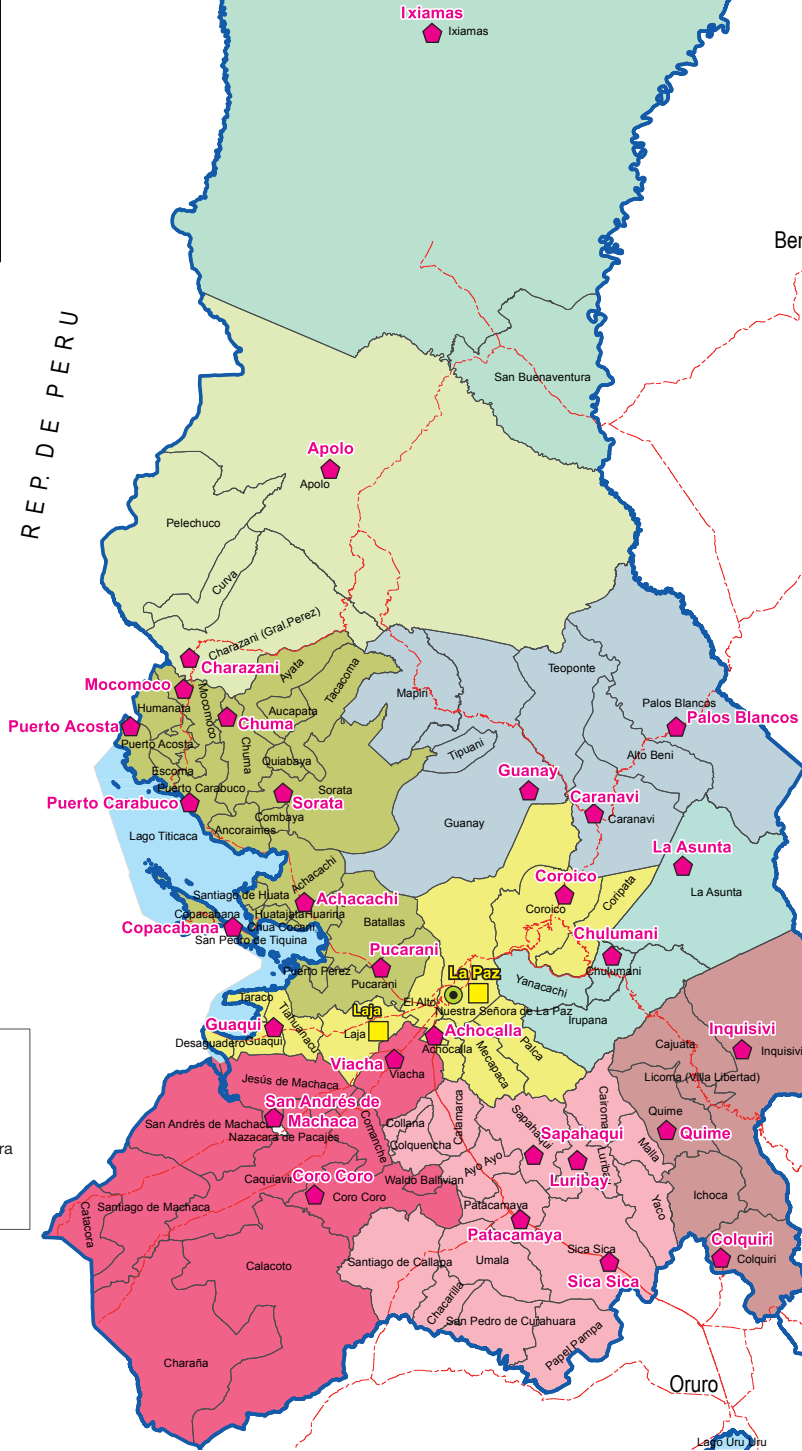 Ixiamas
Ixiamas
Ber
REP. DE PERU
San Buenaventura
Apolo
Apolo
Pelechuco
Curva
Charazani (Gral.Perez)
Charazani
Ayata
Tacacoma
Teoponte
Mocomoco
Mapiri
Humanata
Mocomoco
Aucapata
Palos Blancos
Palos Blancos
Puerto Acosta
Chuma
Puerto Acosta
Chuma
Tipuani
Alto Beni
Quiabaya
Escoma
Guanay
Puerto Carabuco
Sorata
Caranavi
Puerto Carabuco
Sorata
Combaya
Caranavi
Guanay
Lago Titicaca
Ancoraimes
La Asunta
Achacachi
Coroico
La Asunta
Santiago de Huata
Achacachi
Coripata
Coroico
Copacabana
Huatajata
Huarina
Batallas
Copacabana
Chua Cocani
Chulumani
San Pedro de Tiquina
Pucarani
Puerto Perez
La Paz
Chulumani
Pucarani
Yanacachi
Taraco
El Alto
Laja
Nuestra Señora de La Paz
Irupana
Tiahuanacu
Guaqui
Laja
Achocalla
Inquisivi
Desaguadero
Guaqui
Achocalla
Palca
Cajuata
Inquisivi
Viacha
Viacha
Mecapaca
Jesús de Machaca
Licoma (Villa Libertad)
San Andrés de
Machaca
San Andrés de Machaca
Nazacara de Pacajes
Comanche
Collana
Calamarca
Sapahaqui
Cairoma
Quime
Quime
Colquencha
Sapahaqui
Malla
ra
Ayo Ayo
Luribay
Luribay
Caquiaviri
Coro Coro
Coro Coro
Waldo Ballivian
Ichoca
Catacora
Santiago de Machaca
Patacamaya
Yaco
Patacamaya
Colquiri
Calacoto
Santiago de Callapa
Umala
Sica Sica
Colquiri
Sica Sica
Chacarilla
San Pedro de Curahuara
Papel Pampa
Charaña
Oruro
Lago Uru Uru